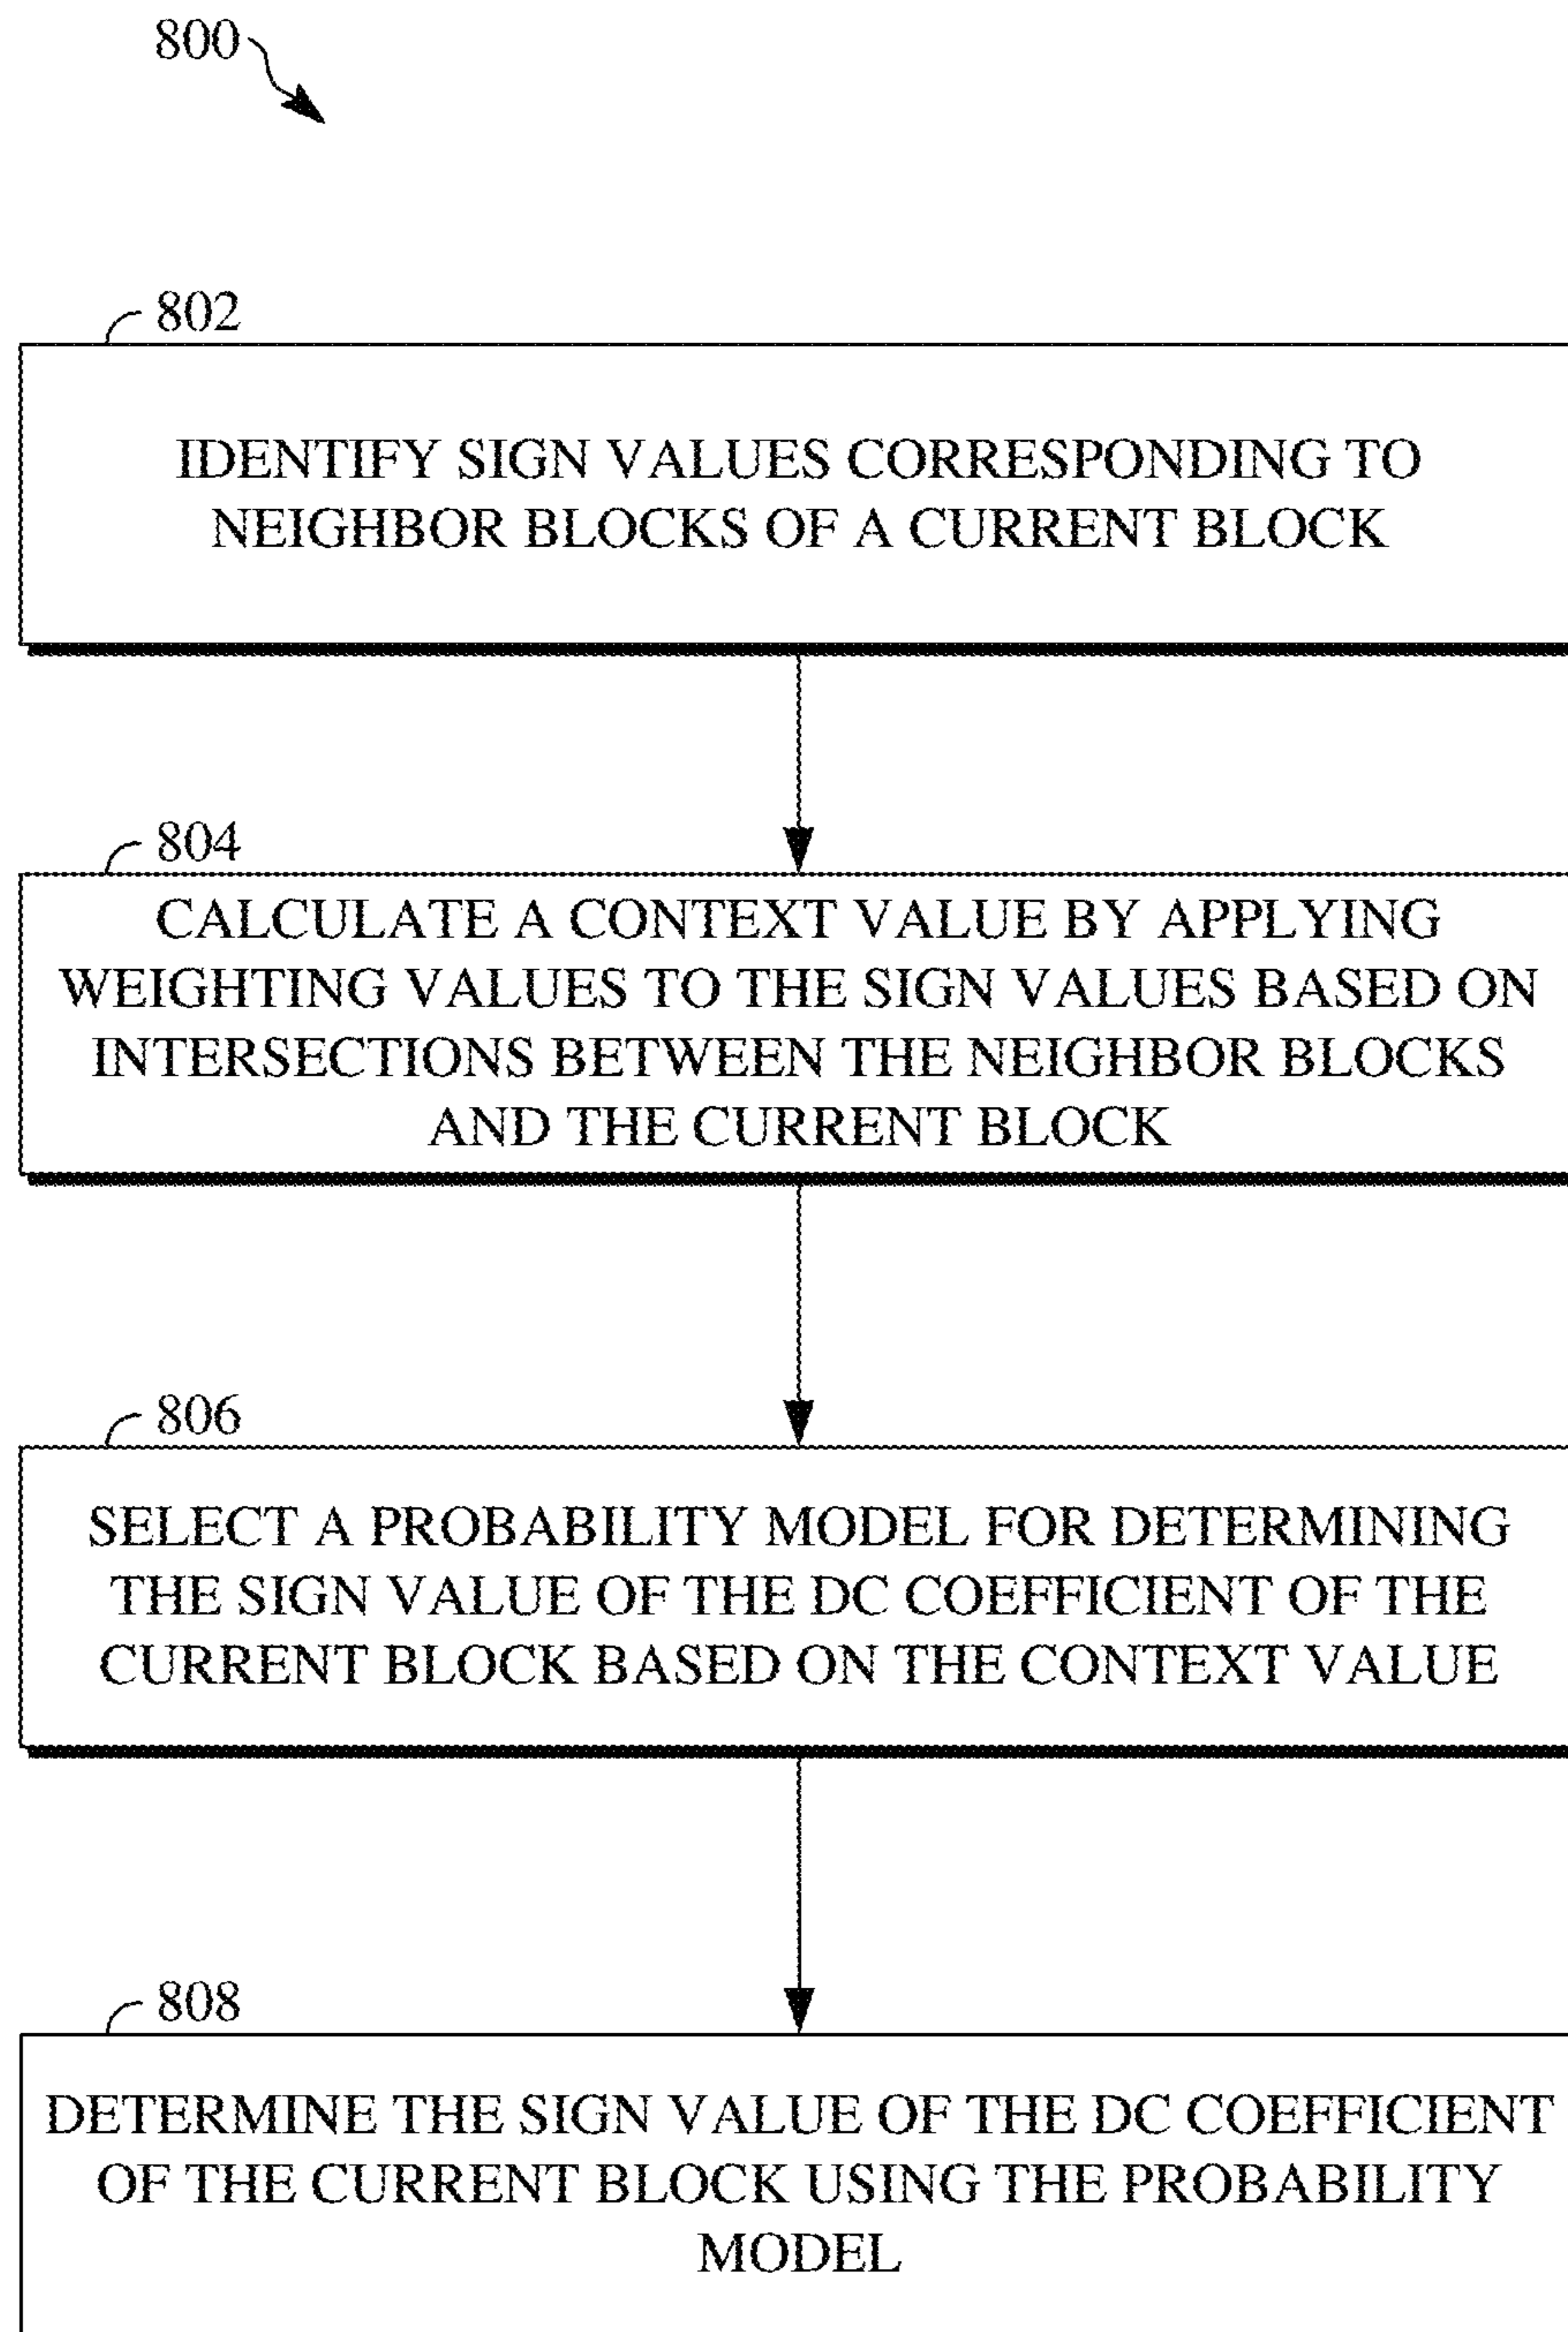 800
802
IDENTIFY SIGN VALUES CORRESPONDING TO
NEIGHBOR BLOCKS OF A CURRENT BLOCK
804
CALCULATE A CONTEXT VALUE BY APPLYING
WEIGHTING VALUES TO THE SIGN VALUES BASED ON
INTERSECTIONS BETWEEN THE NEIGHBOR BLOCKS
AND THE CURRENT BLOCK
806
SELECT A PROBABILITY MODEL FOR DETERMINING
THE SIGN VALUE OF THE DC COEFFICIENT OF THE
CURRENT BLOCK BASED ON THE CONTEXT VALUE
808
DETERMINE THE SIGN VALUE OF THE DC COEFFICIENT
OF THE CURRENT BLOCK USING THE PROBABILITY
MODEL